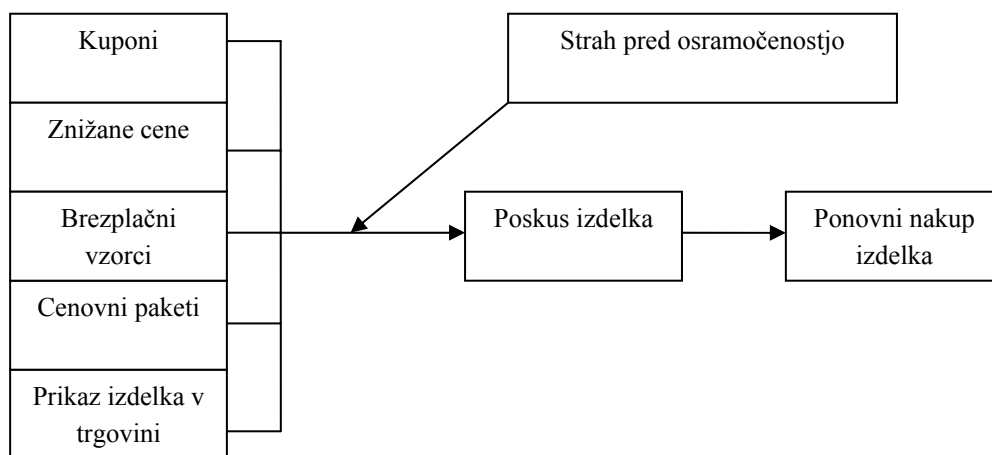 Kuponi
Strah pred osramočenostjo
Znižane cene
Brezplačni
vzorci
Poskus izdelka
Ponovni nakup
izdelka
Cenovni paketi
Prikaz izdelka v
trgovini